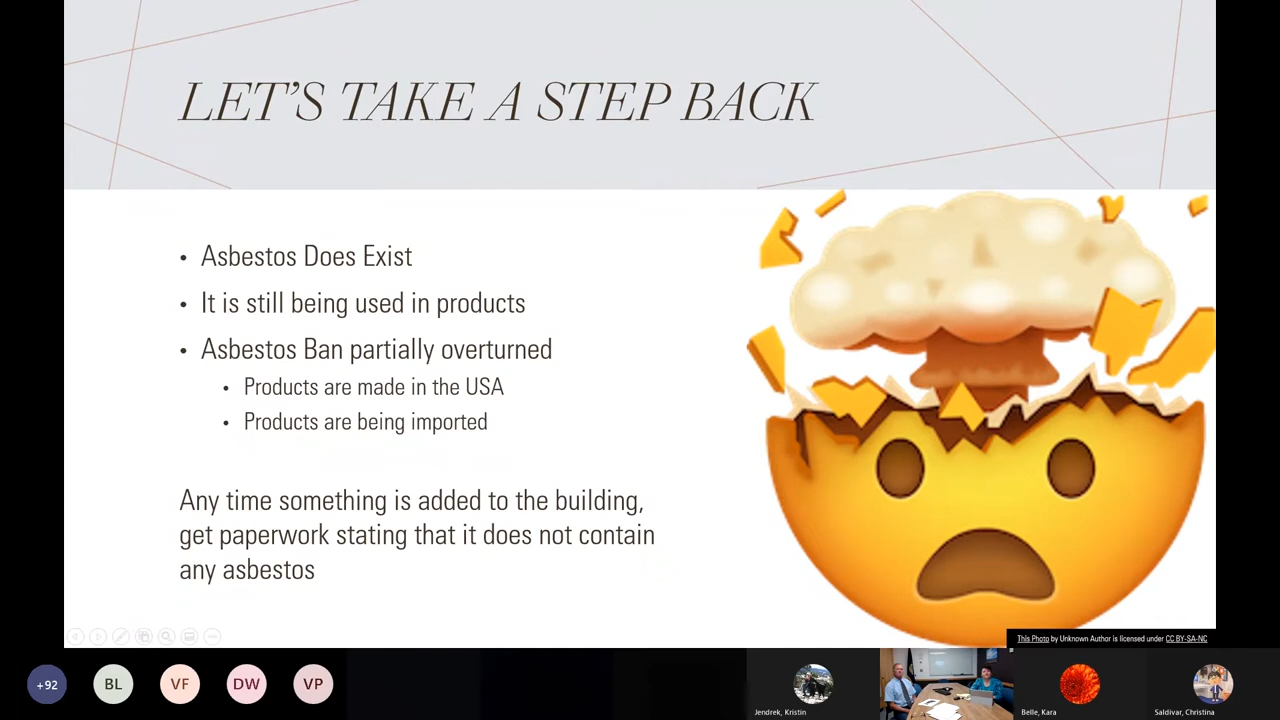 LET'S TAKE A STEP BACK
• Asbestos Does Exist
• It is still being used in products
• Asbestos Ban partially overturned
• Products are made in the USA
• Products are being imported
Any time something is added to the building,
get paperwork stating that it does not contain
any asbestos
This Photo by Unknown Author is licensed under CC BY-SA-NC
+92
BL
VF
DW
VP
Jendrek, Kristin
Belle, Kara
Saldivar, Christina